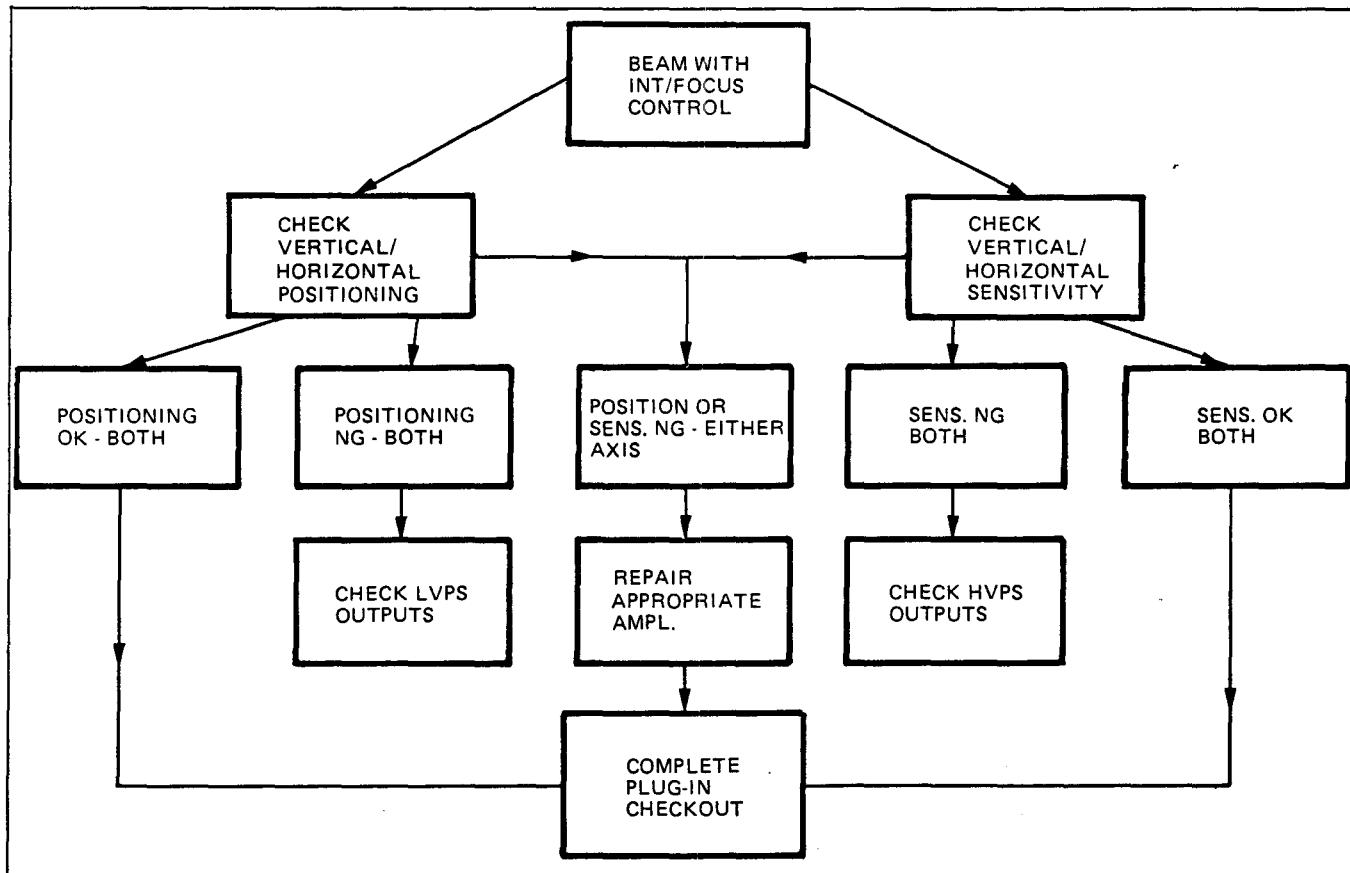 BEAM WITH
INT/FOCUS
CONTROL
CHECK
VERTICAL/
HORIZONTAL
POSITIONING
CHECK
VERTICAL/
HORIZONTAL
SENSITIVITY
POSITIONING
OK - BOTH
POSITIONING
NG - BOTH
POSITION OR
SENS. NG - EITHER
AXIS
SENS. NG
BOTH
SENS. OK
BOTH
CHECK LVPS
OUTPUTS
REPAIR
APPROPRIATE
AMPL.
CHECK HVPS
OUTPUTS
COMPLETE
PLUG-IN
CHECKOUT